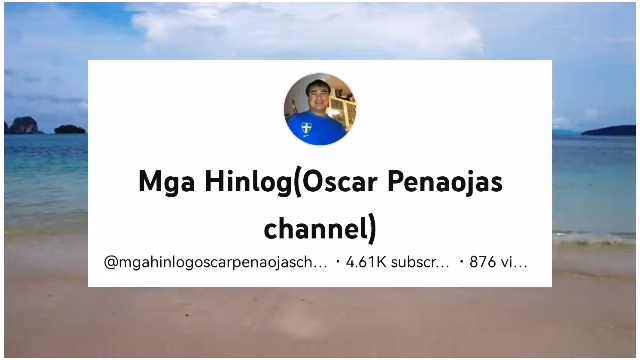 Mga Hinlog(Oscar Penaojas
channel)
@mgahinlogoscarpenaojasch... · 4.61K subscr... · 876 vi...